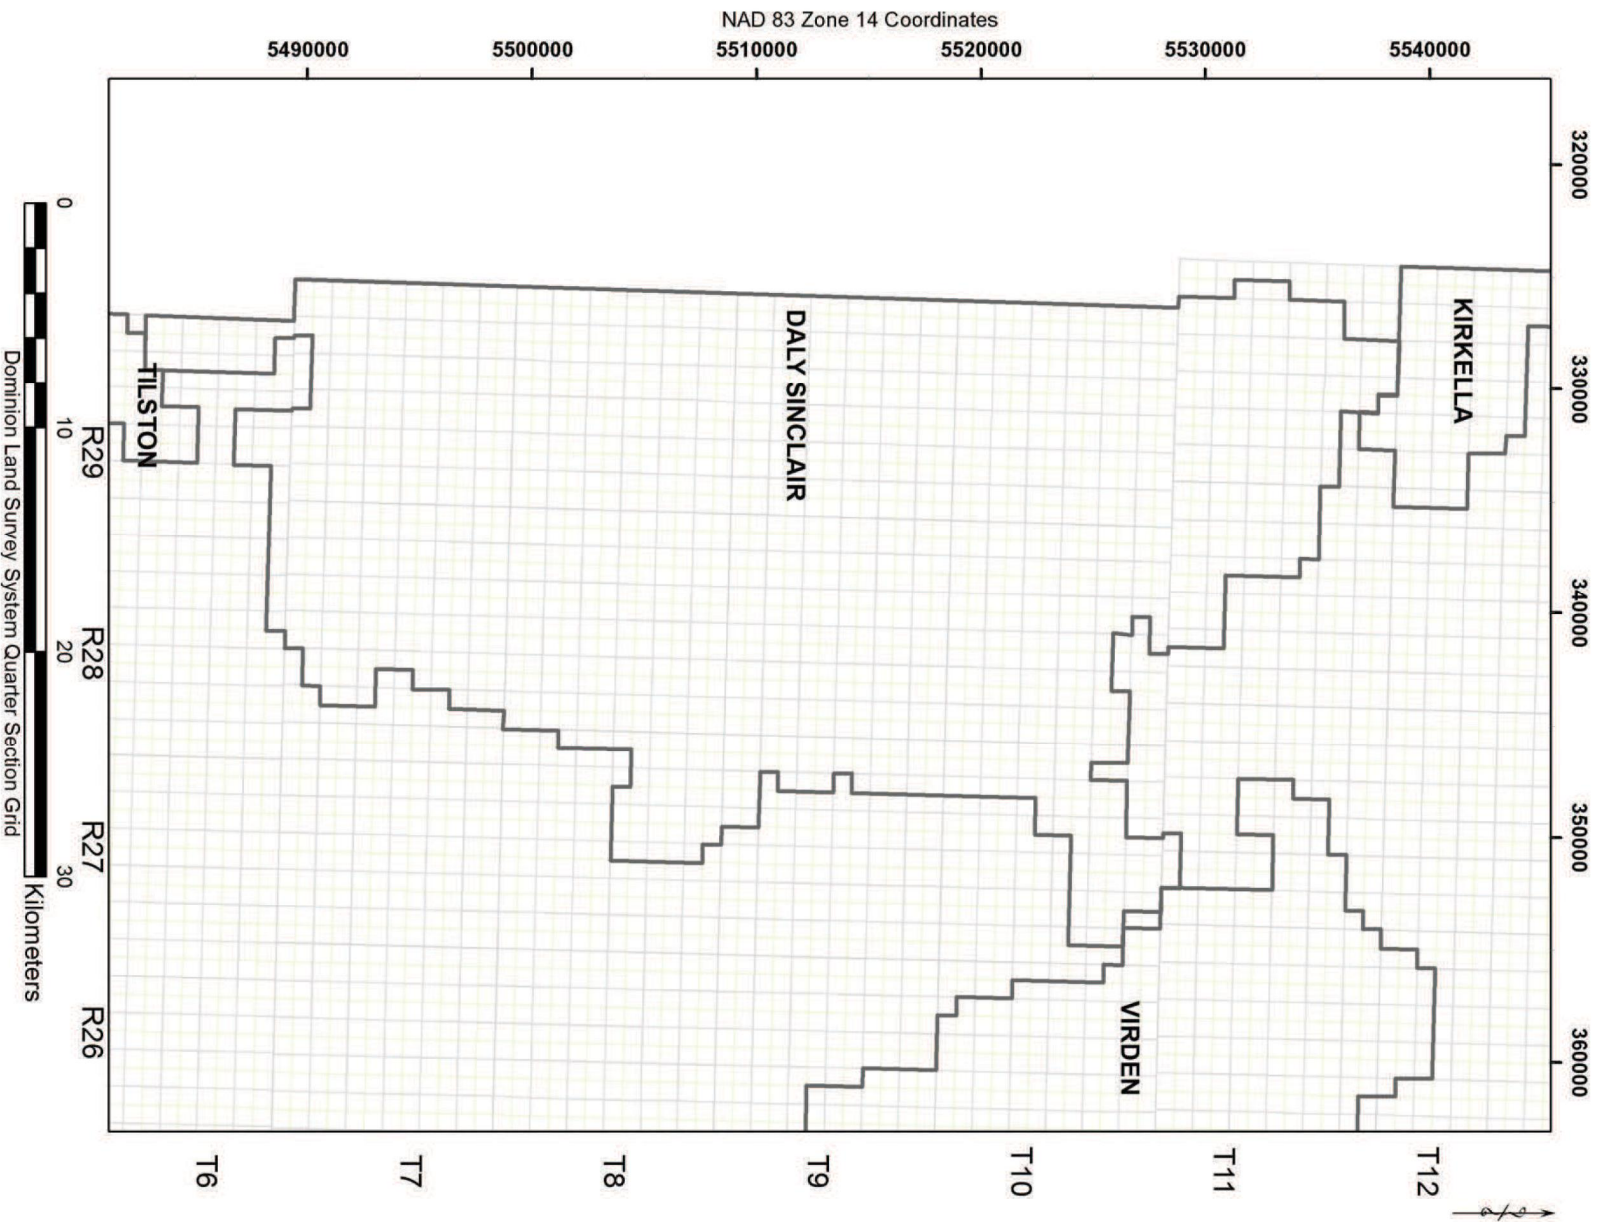 NAD 83 Zone 14 Coordinates
5490000 5500000 5510000 5520000 5530000 5540000
320000
330000
340000
350000
360000
KIRKELLA
DALY SINCLAIR
TILSTON
VIRDEN
R29
R28
R27
R26
T6 T7 T8 T9 T10 T11 T12
0 10 20 30
Kilometers
Dominion Land Survey System Quarter Section Grid